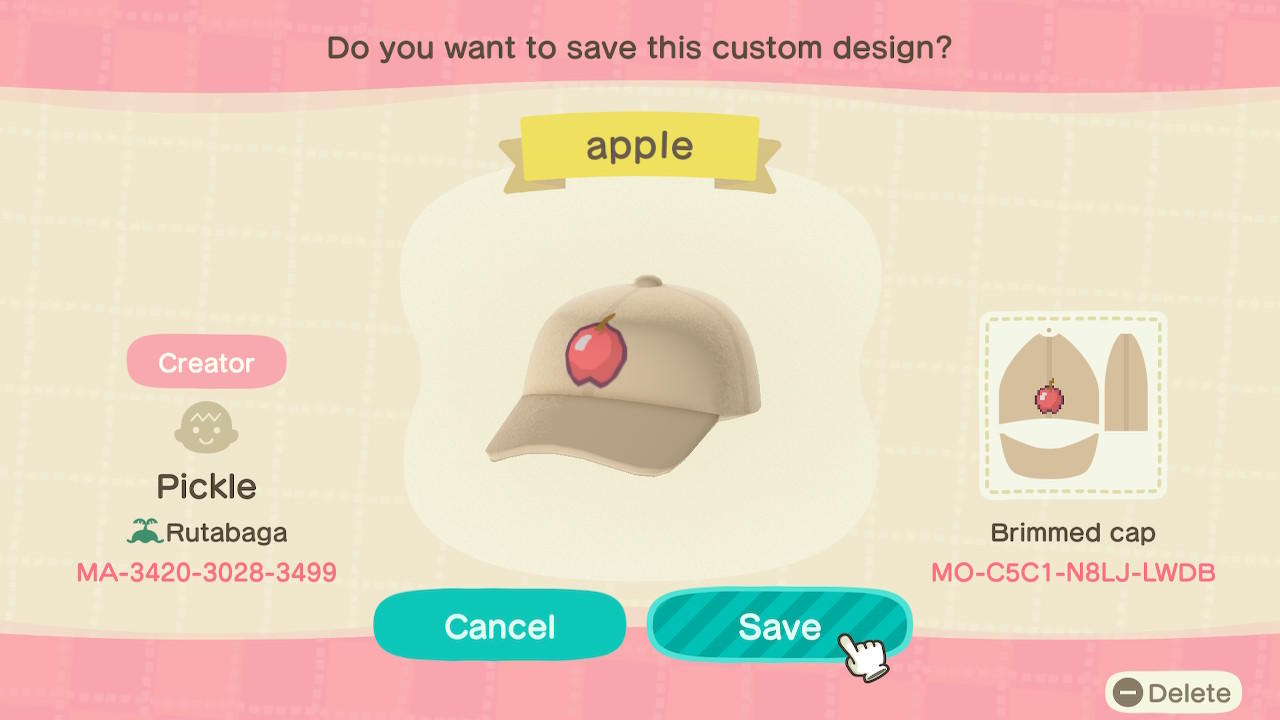 Do you want to save this custom design?
apple
Creator
Pickle
Rutabaga
MA-3420-3028-3499
Brimmed cap
MO-C5C1-N8LJ-LWDB
Cancel
Save
Delete